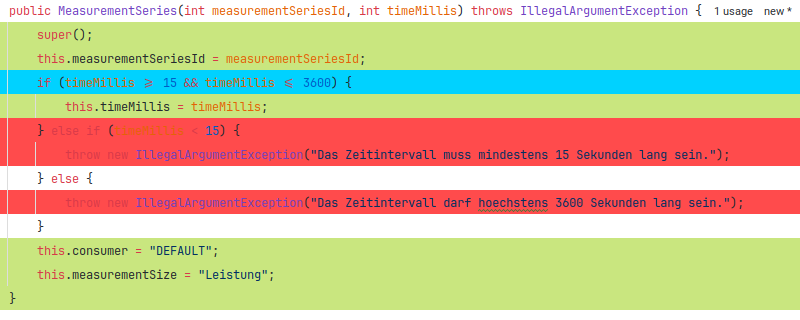 public MeasurementSeries(int measurementSeriesId, int timeMillis) throws IllegalArgumentException { 1 usage new *
super();
this.measurementSeriesId = measurementSeriesId;
if (timeMillis ≥ 15 && timeMillis ≤ 3600) {
this.timeMillis = timeMillis;
} else if (timeMillis < 15) {
throw new IllegalArgumentException("Das Zeitintervall muss mindestens 15 Sekunden lang sein.");
} else {
throw new IllegalArgumentException("Das Zeitintervall darf hoechstens 3600 Sekunden lang sein.");
}
this.consumer = "DEFAULT";
this.measurementSize = "Leistung";
}